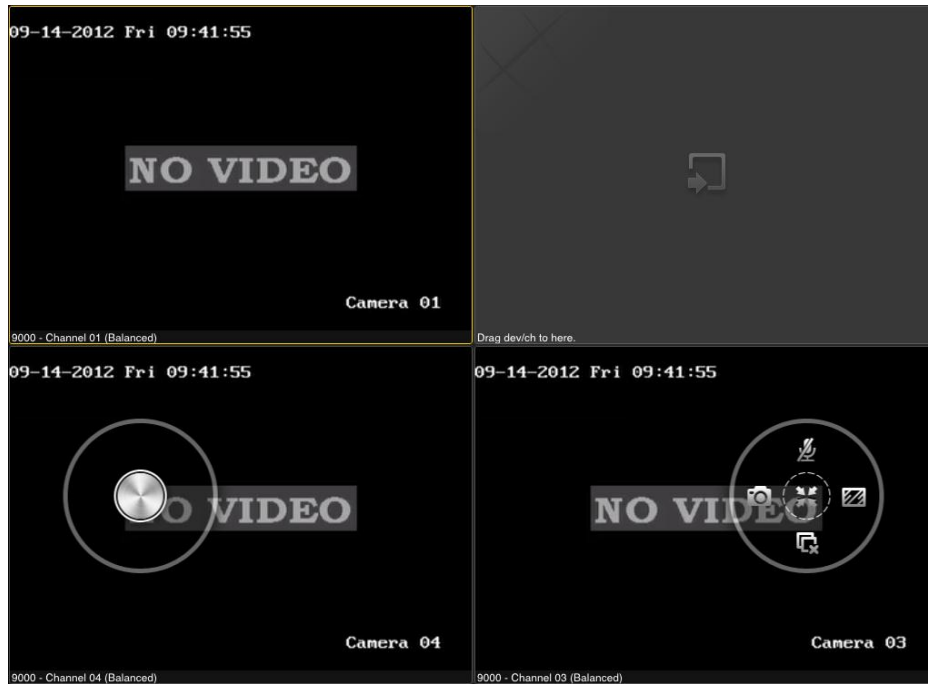 09-14-2012 Fri 09:41:55
NO VIDEO
Camera 01
9000 - Channel 01 (Balanced)
Drag dev/ch to here.
09-14-2012 Fri 09:41:55
NO VIDEO
Camera 04
9000 - Channel 04 (Balanced)
09-14-2012 Fri 09:41:55
NO VIDEO
Camera 03
9000 - Channel 03 (Balanced)